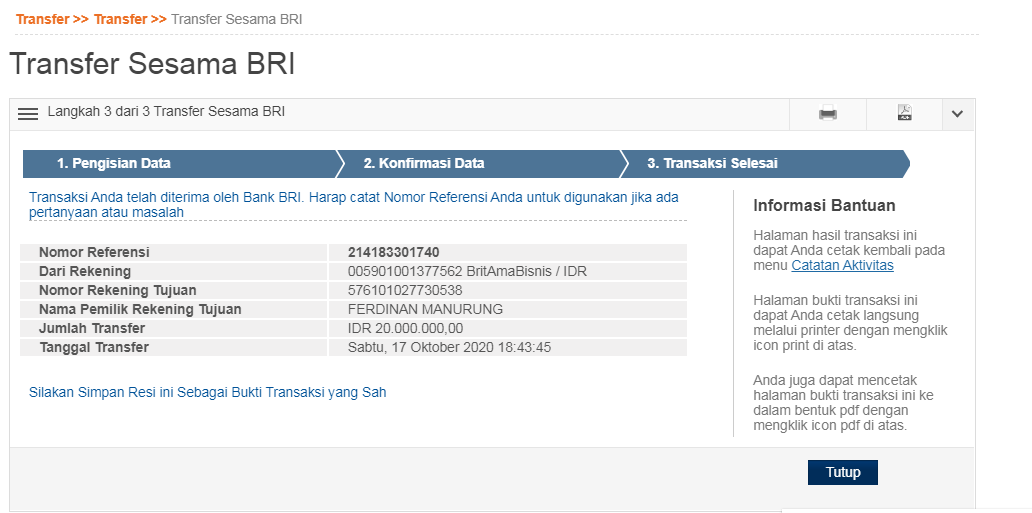 Transfer >> Transfer >> Transfer Sesama BRI
Transfer Sesama BRI
Langkah 3 dari 3 Transfer Sesama BRI
1. Pengisian Data
2. Konfirmasi Data
3. Transaksi Selesai
Transaksi Anda telah diterima oleh Bank BRI. Harap catat Nomor Referensi Anda untuk digunakan jika ada
pertanyaan atau masalah
Nomor Referensi 214183301740
Dari Rekening 005901001377562 BritAmaBisnis / IDR
Nomor Rekening Tujuan 576101027730538
Nama Pemilik Rekening Tujuan FERDINAN MANURUNG
Jumlah Transfer IDR 20.000.000,00
Tanggal Transfer Sabtu, 17 Oktober 2020 18:43:45
Silakan Simpan Resi ini Sebagai Bukti Transaksi yang Sah
Informasi Bantuan
Halaman hasil transaksi ini
dapat Anda cetak kembali pada
menu Catatan Aktivitas
Halaman bukti transaksi ini
dapat Anda cetak langsung
melalui printer dengan mengklik
icon print di atas.
Anda juga dapat mencetak
halaman bukti transaksi ini ke
dalam bentuk pdf dengan
mengklik icon pdf di atas.
Tutup